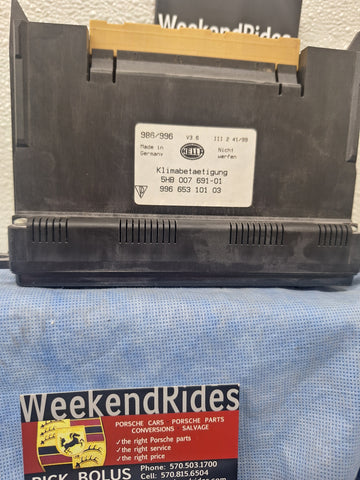 WeekendRides
986/996 V3 6 III 2 41/99
Made in Germany HELLA Nicht werfen
Klimabetaetigung
5HB 007 691-01
996 653 101 03
WeekendRides
PORSCHE CARS PORSCHE PARTS
CONVERSIONS SALVAGE
✓the right Porsche parts
✓the right service
✓the right price
RICK BOLUS
Phone: 570.503.1700
Cell: 570.815.6504